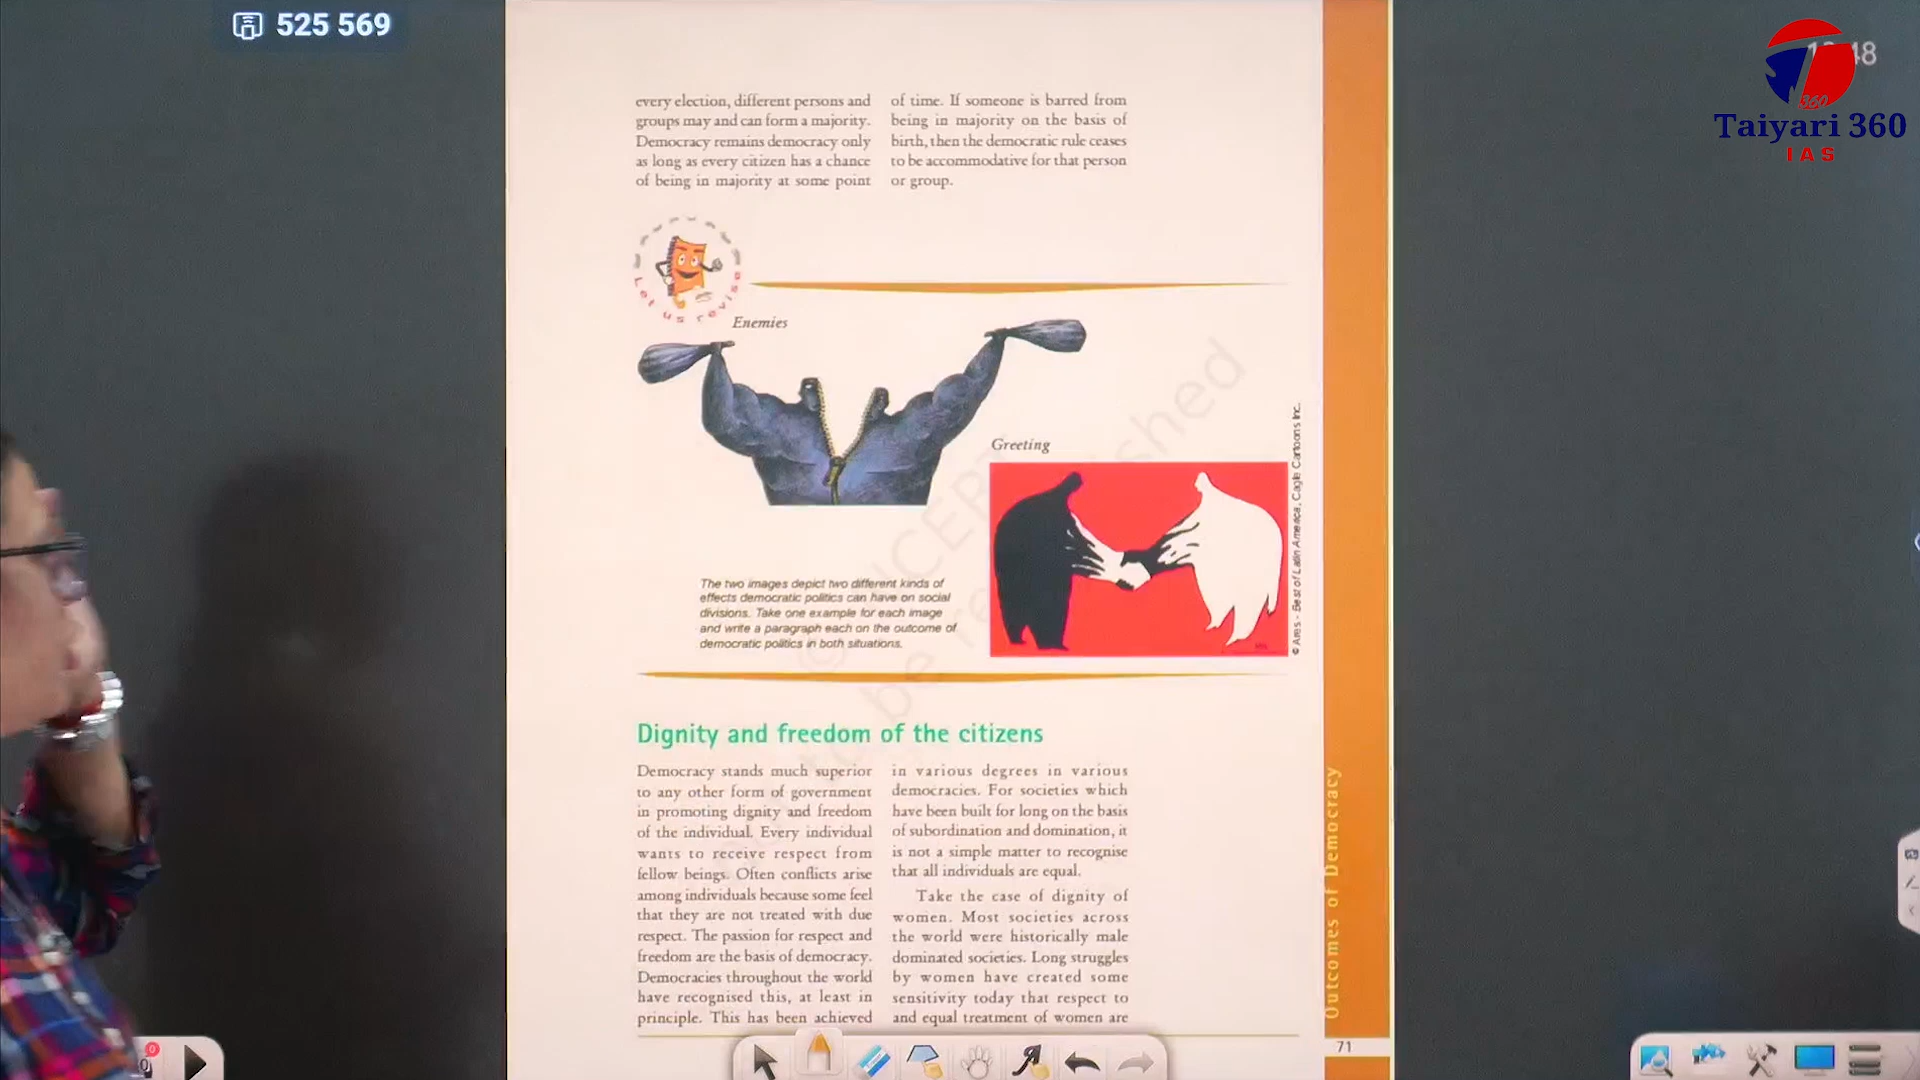 525 569
Taiyari 360
IAS
every election, different persons and
groups may and can form a majority.
Democracy remains democracy only
as long as every citizen has a chance
of being in majority at some point
of time. If someone is barred from
being in majority on the basis of
birth, then the democratic rule ceases
to be accommodative for that person
or group.
Let us revise
Enemies
Greeting
The two images depict two different kinds of
effects democratic politics can have on social
divisions. Take one example for each image
and write a paragraph each on the outcome of
democratic politics in both situations.
© Ares - Best of Latin America, Cagle Cartoons Inc.
Dignity and freedom of the citizens
Democracy stands much superior
to any other form of government
in promoting dignity and freedom
of the individual. Every individual
wants to receive respect from
fellow beings. Often conflicts arise
among individuals because some feel
that they are not treated with due
respect. The passion for respect and
freedom are the basis of democracy.
Democracies throughout the world
have recognised this, at least in
principle. This has been achieved
in various degrees in various
democracies. For societies which
have been built for long on the basis
of subordination and domination, it
is not a simple matter to recognise
that all individuals are equal.
Take the case of dignity of
women. Most societies across
the world were historically male
dominated societies. Long struggles
by women have created some
sensitivity today that respect to
and equal treatment of women are
Outcomes of Democracy
71